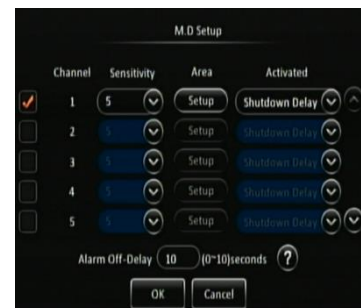 M.D Setup
Channel Sensitivity Area Activated
1 5 Setup Shutdown Delay
2 5 Setup Shutdown Delay
3 5 Setup Shutdown Delay
4 5 Setup Shutdown Delay
5 5 Setup Shutdown Delay
Alarm Off-Delay 10 (0~10)seconds ?
OK Cancel